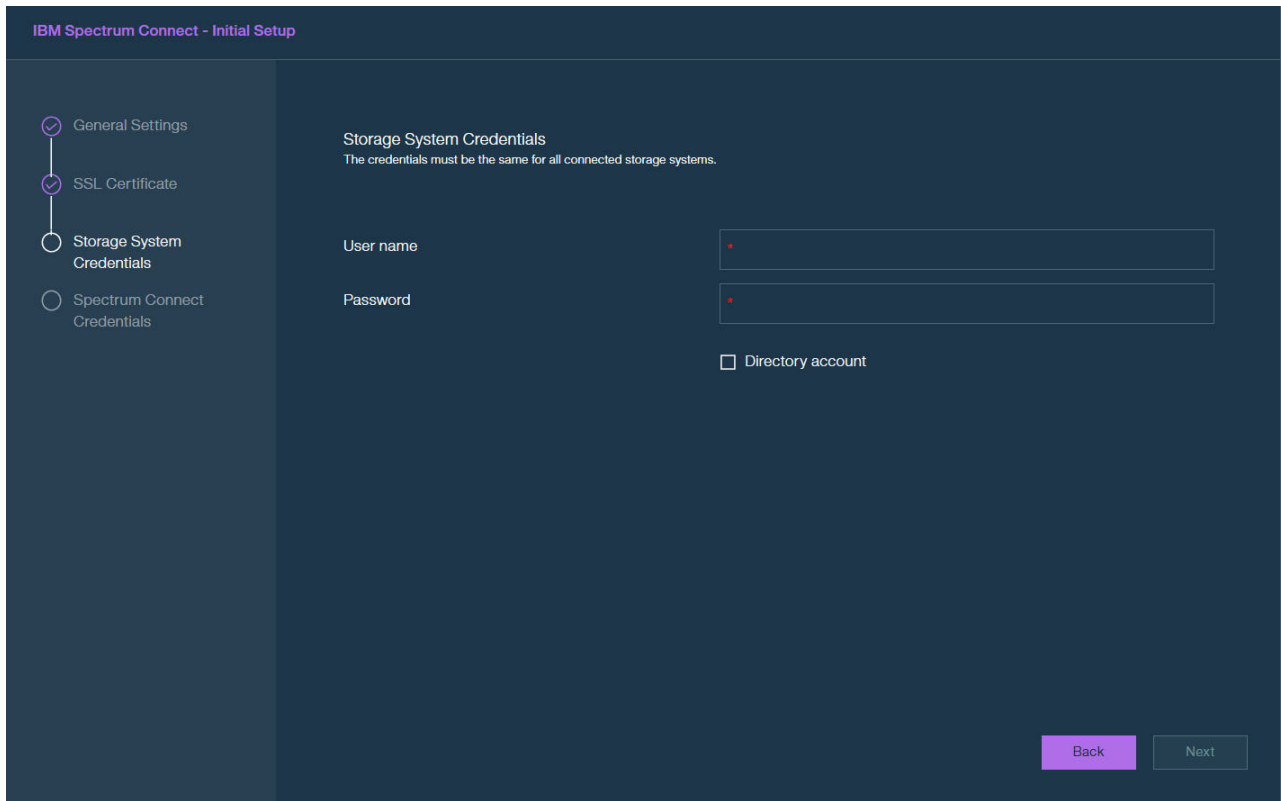 IBM Spectrum Connect - Initial Setup
General Settings
SSL Certificate
Storage System
Credentials
Spectrum Connect
Credentials
Storage System Credentials
The credentials must be the same for all connected storage systems.
User name
*
Password
*
Directory account
Back
Next